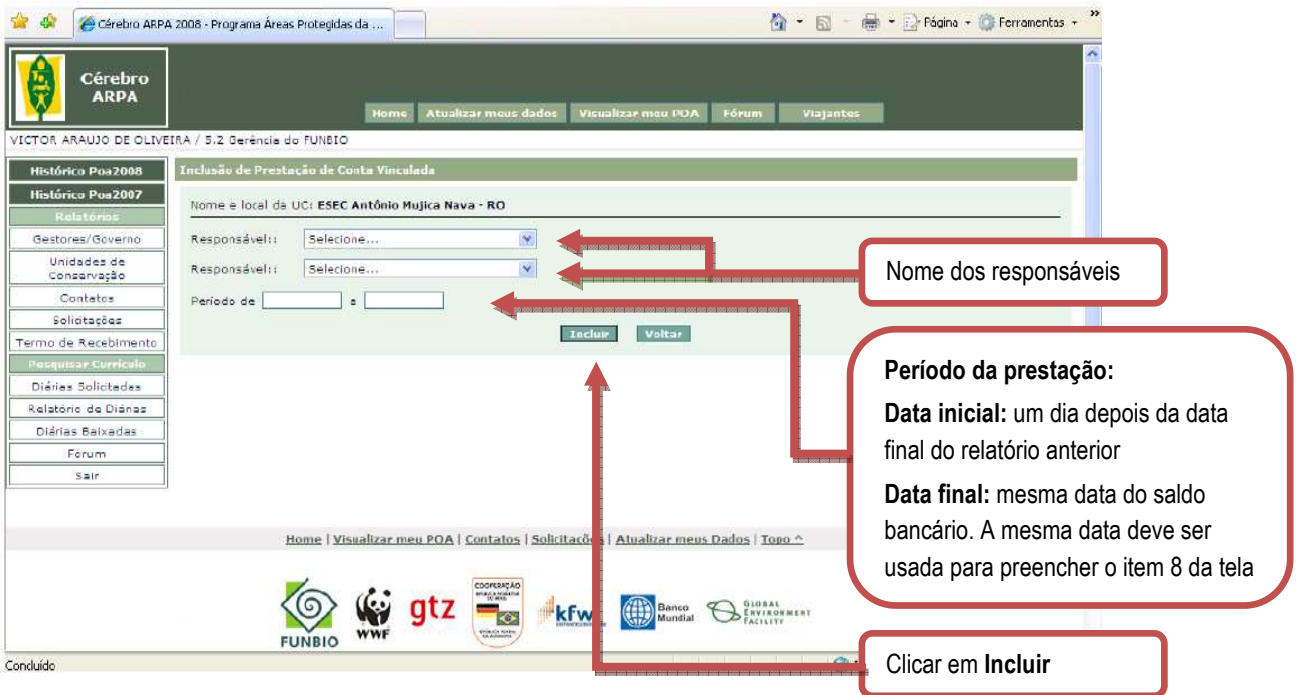 Cérebro ARPA 2008 - Programa Áreas Protegidas da ...
Página
Ferramentas
»
Cérebro
ARPA
Home
Atualizar meus dados
Visualizar meu POA
Fórum
Viajantes
VICTOR ARAUJO DE OLIVEIRA / 5.2 Gerência do FUNBIO
Histórico Poa2008
Histórico Poa2007
Relatórios
Gestores/Governo
Unidades de
Conservação
Contatos
Solicitações
Termo de Recebimento
Pesquisar Currículo
Diárias Solicitadas
Relatório de Diárias
Diárias Baixadas
Fórum
Sair
Inclusão de Prestação de Conta Vinculada
Nome e local da UC: ESEC Antônio Mujica Nava - RO
Responsável:: Selecione...
Responsável:: Selecione...
Período de a
Incluir
Voltar
Nome dos responsáveis
Período da prestação:
Data inicial: um dia depois da data
final do relatório anterior
Data final: mesma data do saldo
bancário. A mesma data deve ser
usada para preencher o item 8 da tela
Clicar em Incluir
Home | Visualizar meu POA | Contatos | Solicitações | Atualizar meus Dados | Topo ^
FUNBIO
WWF
gtz
COOPERAÇÃO
kfw
Banco
Mundial
GLOBAL
ENVIRONMENT
FACILITY
Concluído